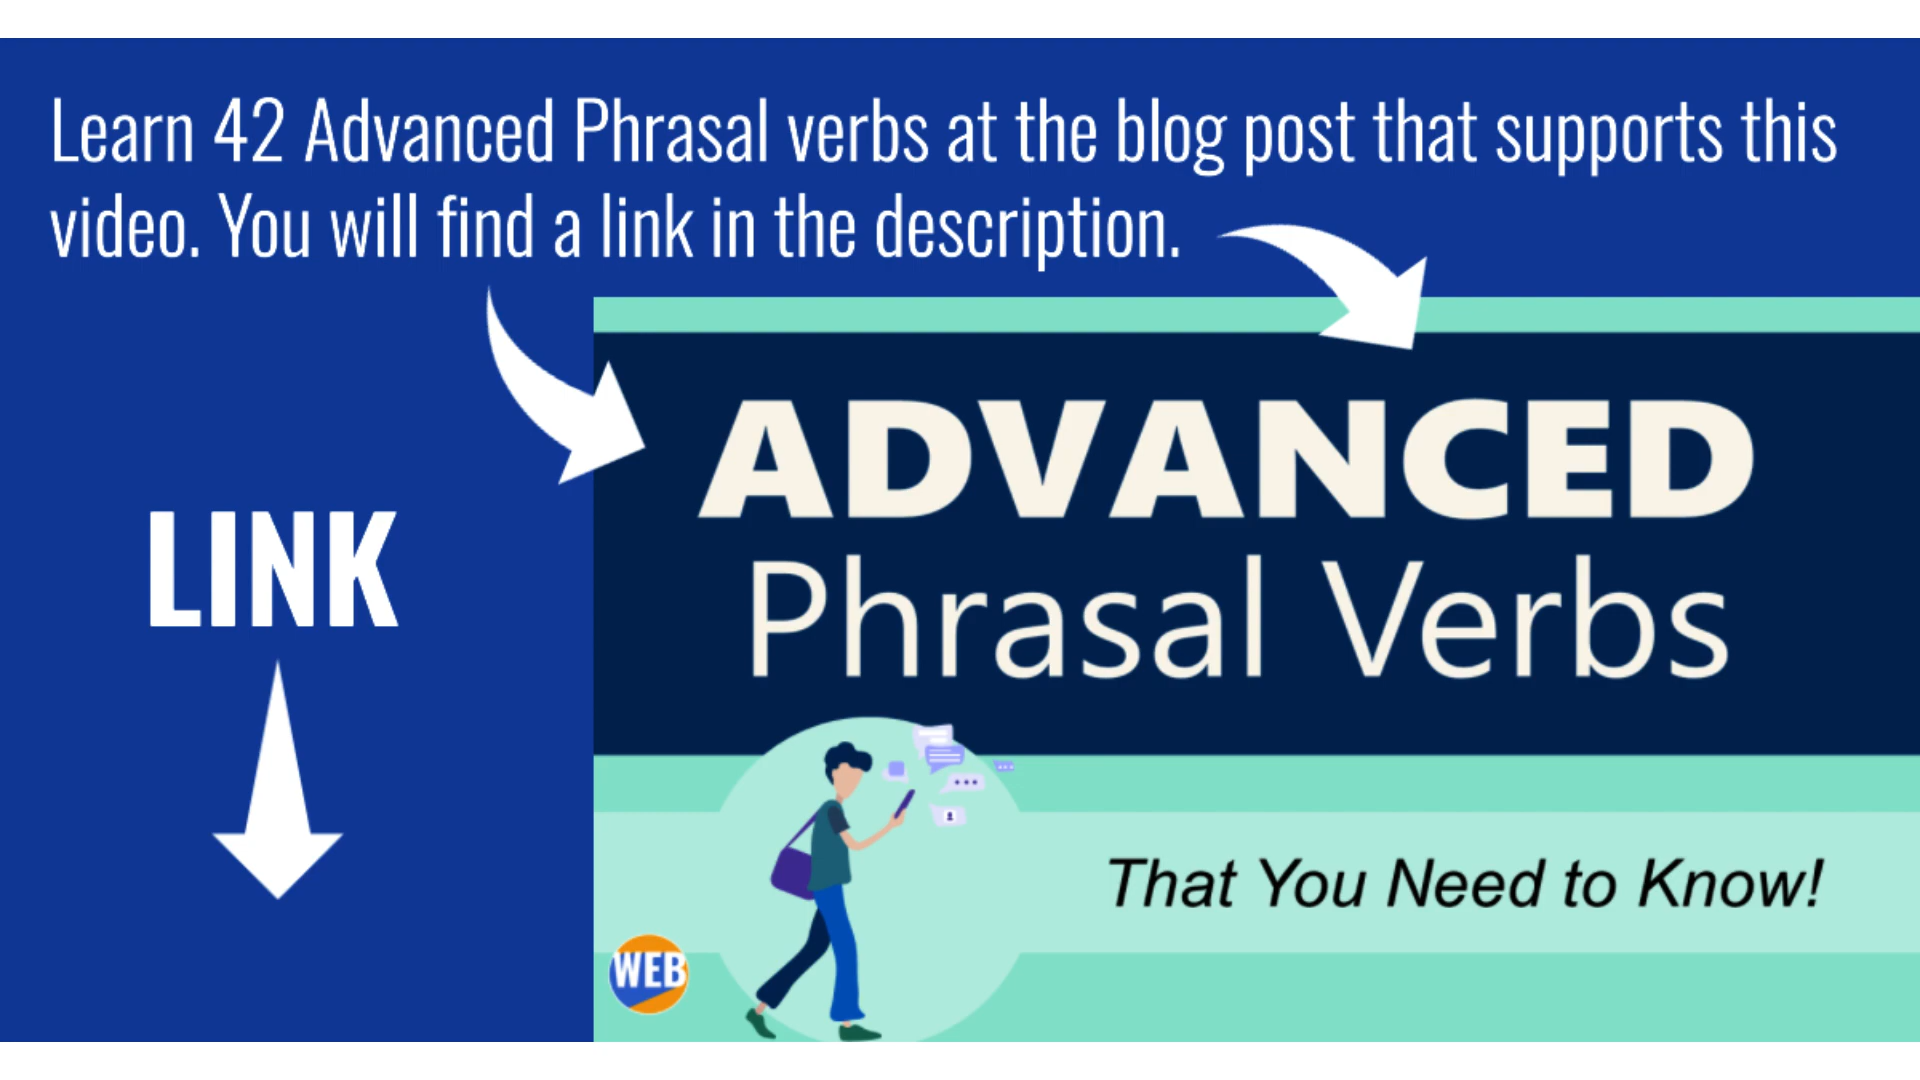 Learn 42 Advanced Phrasal verbs at the blog post that supports this
video. You will find a link in the description.
ADVANCED
Phrasal Verbs
LINK
That You Need to Know!
WEB